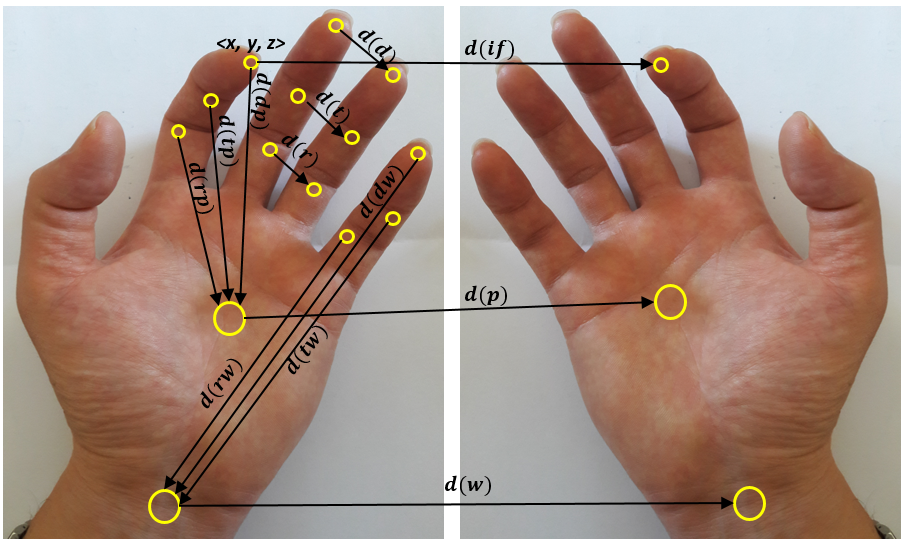 <x, y, z>
d(d)
d(if)
d(dp)
d(t)
d(tp)
d(r)
d(rp)
d(dw)
d(p)
d(tw)
d(rw)
d(w)